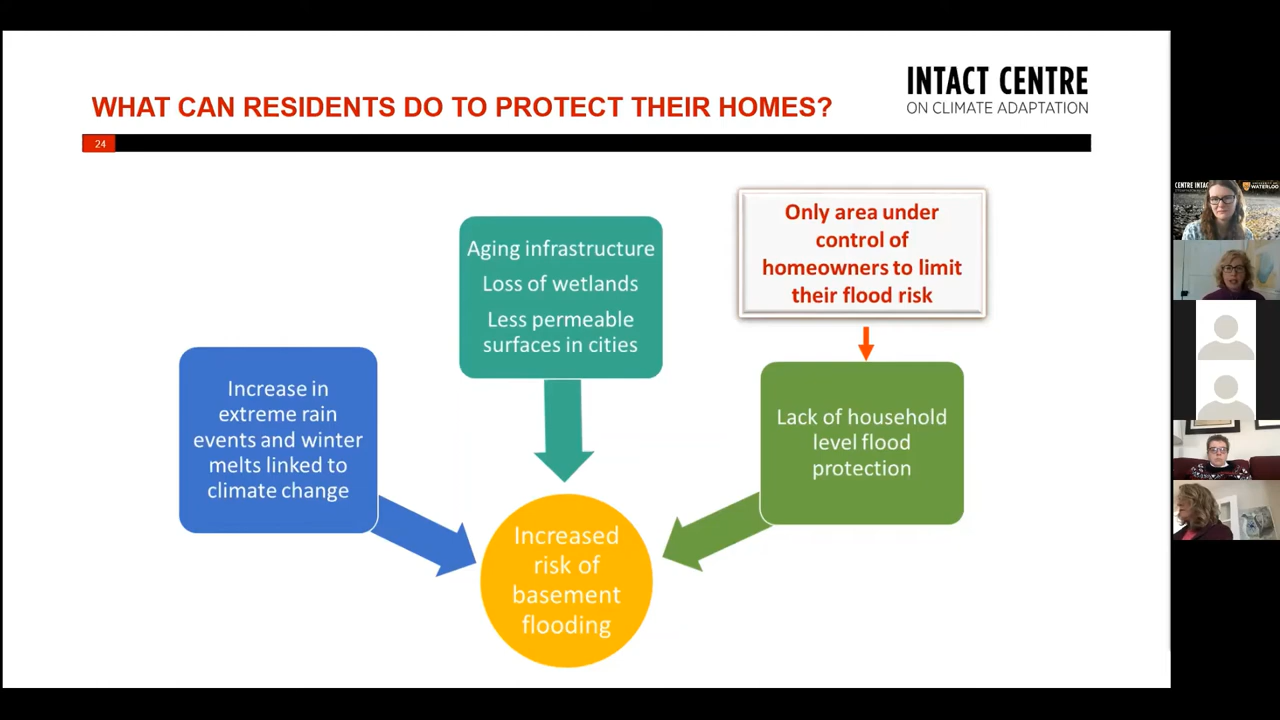 WHAT CAN RESIDENTS DO TO PROTECT THEIR HOMES?
INTACT CENTRE
ON CLIMATE ADAPTATION
24
Only area under
control of
homeowners to limit
their flood risk
Aging infrastructure
Loss of wetlands
Less permeable
surfaces in cities
Increase in
extreme rain
events and winter
melts linked to
climate change
Lack of household
level flood
protection
Increased
risk of
basement
flooding
CENTRE INTAC
WATERLOO